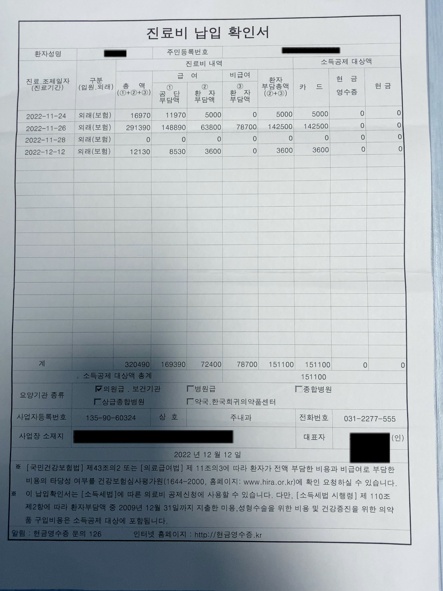 진료비 납입 확인서
환자성명 주민등록번호
진료.조제일자 (진료기간) 구분 (입원.외래) 진료비 내역 소득공제 대상액
총 액 (①+②+③) 급 여 비급여 환자 부담총액 (②+③) 카 드 현 금 영수증 현 금
① 공 단 부담액 ② 환 자 부담액 ③ 환 자 부담액
2022-11-24 외래(보험) 16970 11970 5000 0 5000 5000 0 0
2022-11-26 외래(보험) 291390 148890 63800 78700 142500 142500 0 0
2022-11-28 외래(보험) 0 0 0 0 0 0 0 0
2022-12-12 외래(보험) 12130 8530 3600 0 3600 3600 0 0
계 320490 169390 72400 78700 151100 151100 0 0
소득공제 대상액 총계 151100
요양기관 종류 의원급, 보건기관 병원급 종합병원
상급종합병원 약국,한국희귀의약품센터
사업자등록번호 135-90-60324 상 호 주내과 전화번호 031-2277-555
사업장 소재지 대표자 (인)
2022 년 12 월 12 일
※ [국민건강보험법] 제43조의2 또는 [의료급여법] 제 11조의3에 따라 환자가 전액 부담한 비용과 비급여로 부담한
비용의 타당성 여부를 건강보험심사평가원(1644-2000, 홈페이지: www.hira.or.kr)에 확인 요청하실 수 있습니다.
※ 이 납입확인서는 [소득세법]에 따른 의료비 공제신청에 사용할 수 있습니다. 다만, [소득세법 시행령] 제 110조
제2항에 따라 환자부담액 중 2009년 12월 31일까지 지출한 미용,성형수술을 위한 비용 및 건강증진을 위한 의약
품 구입비용은 소득공제 대상에 포함됩니다.
알림 : 현금영수증 문의 126 인터넷 홈페이지 : http://현금영수증.kr